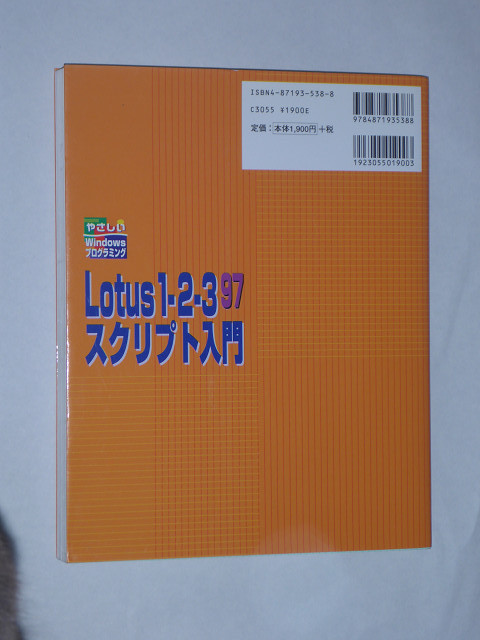 ISBN4-87193-538-8
C3055 ¥1900E
定価：本体1,900円+税
9784871935388
1923055019003
やさしい
Windows
プログラミング
Lotus 1-2-3 97
スクリプト入門